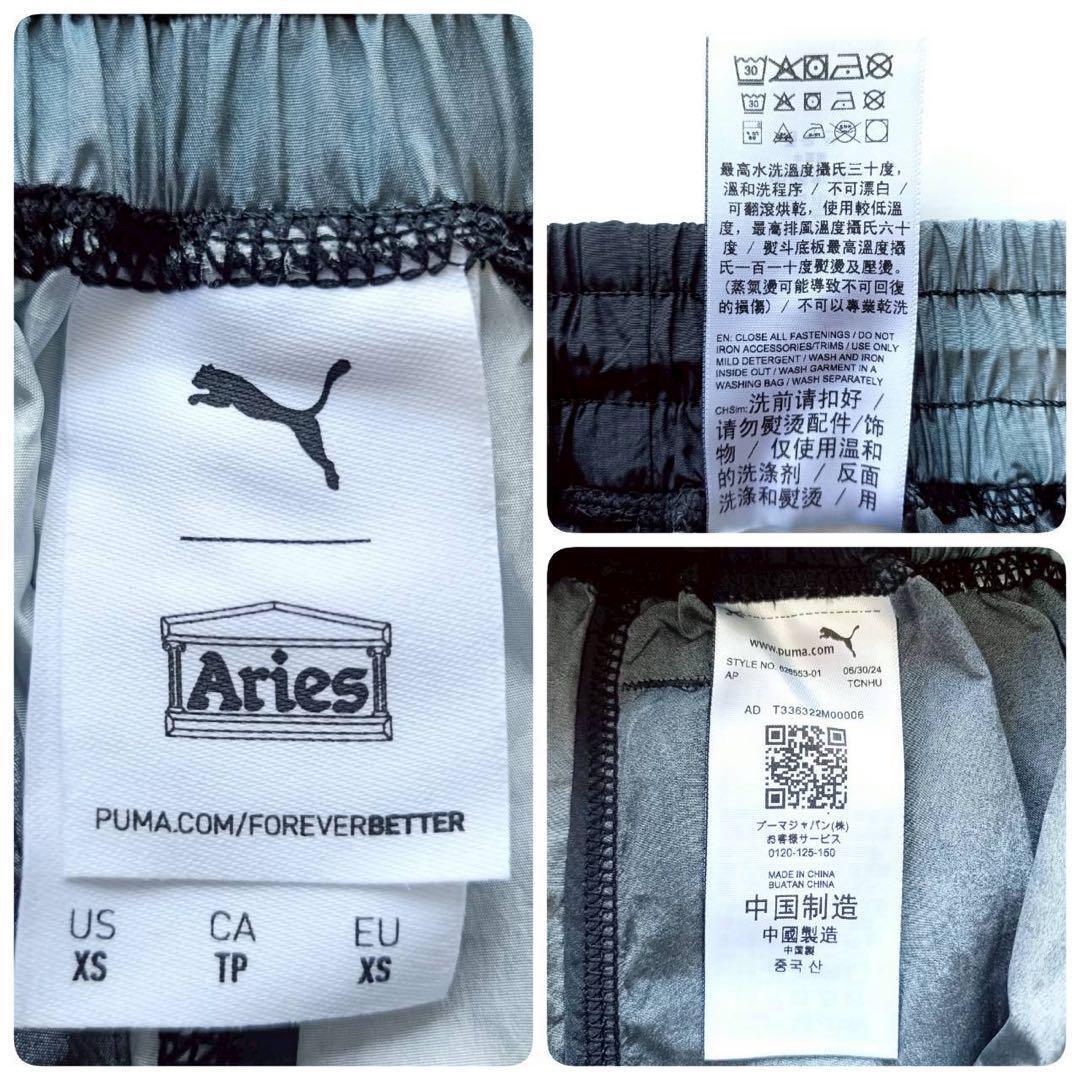 Aries
PUMA.COM/FOREVERBETTER
US CA EU
XS TP XS
30
30
最高水洗溫度攝氏三十度,
溫和洗程序 / 不可漂白 /
可翻滾烘乾, 使用較低溫
度, 最高排風溫度攝氏六十
度 / 熨斗底板最高溫度攝
氏一百一十度熨燙及壓燙。
(蒸氣燙可能導致不可回復
的損傷) / 不可以專業乾洗
EN: CLOSE ALL FASTENINGS / DO NOT
IRON ACCESSORIES/TRIMS / USE ONLY
MILD DETERGENT / WASH AND IRON
INSIDE OUT / WASH GARMENT IN A
WASHING BAG / WASH SEPARATELY
CHSim: 洗前请扣好 /
请勿熨烫配件/饰
物 / 仅使用温和
的洗涤剂 / 反面
洗涤和熨烫 / 用
www.puma.com
STYLE NO. 626553-01 06/30/24
AP TCNHU
AD T336322M00006
プーマジャパン(株)
お客様サービス
0120-125-150
MADE IN CHINA
BUATAN CHINA
中国制造
中國製造
中国製
중국 산